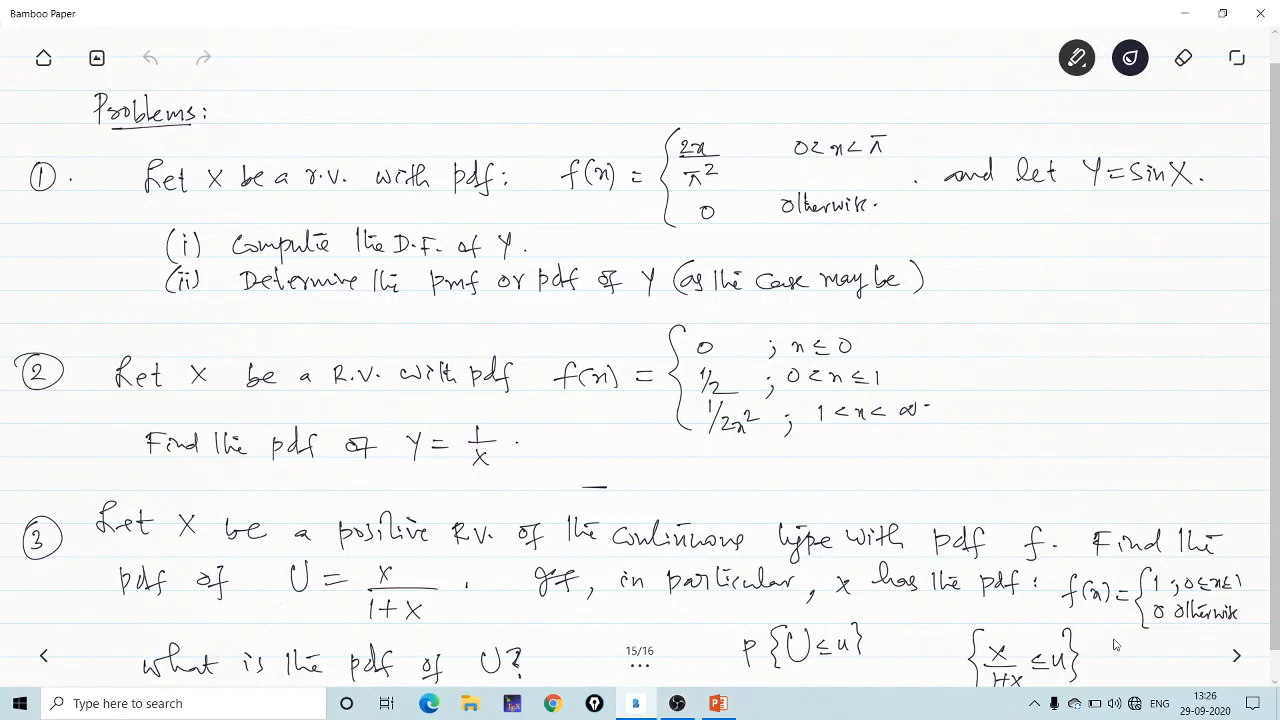 Bamboo Paper
Problems:
① . Let X be a r.v. with pdf: f(x) = { 2x/π² 0<x<π . and let Y = sin X.
0 otherwise.
(i) Compute the D.F. of Y.
(ii) Determine the pmf or pdf of Y (as the case may be)
② Let X be a R.V. with pdf f(x) = { 0 ; x ≤ 0
1/2 ; 0 < x ≤ 1
1/2x² ; 1 < x < ∞
Find the pdf of Y = 1/X .
③ Let X be a positive R.V. of the continuous type with pdf f. Find the
pdf of U = X/1+X . If, in particular, X has the pdf: f(x) = { 1 ; 0≤x≤1
0 otherwise
what is the pdf of U? P{U ≤ u} {X/1+X ≤ u}
15/16
Type here to search
ENG
13:26
29-09-2020